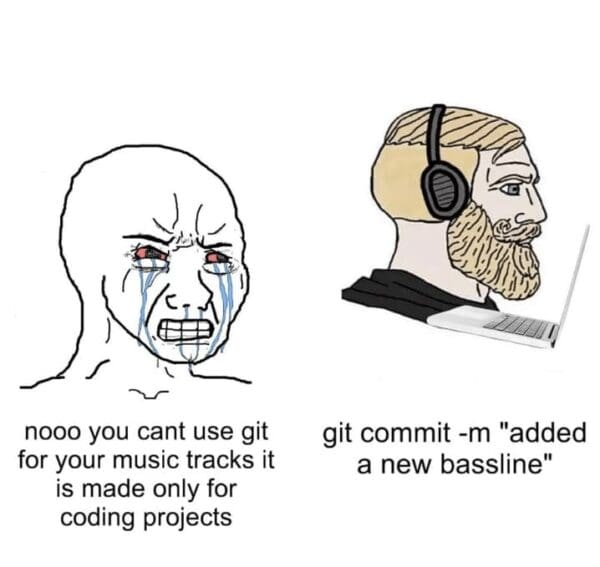 nooo you cant use git
for your music tracks it
is made only for
coding projects
git commit -m "added
a new bassline"